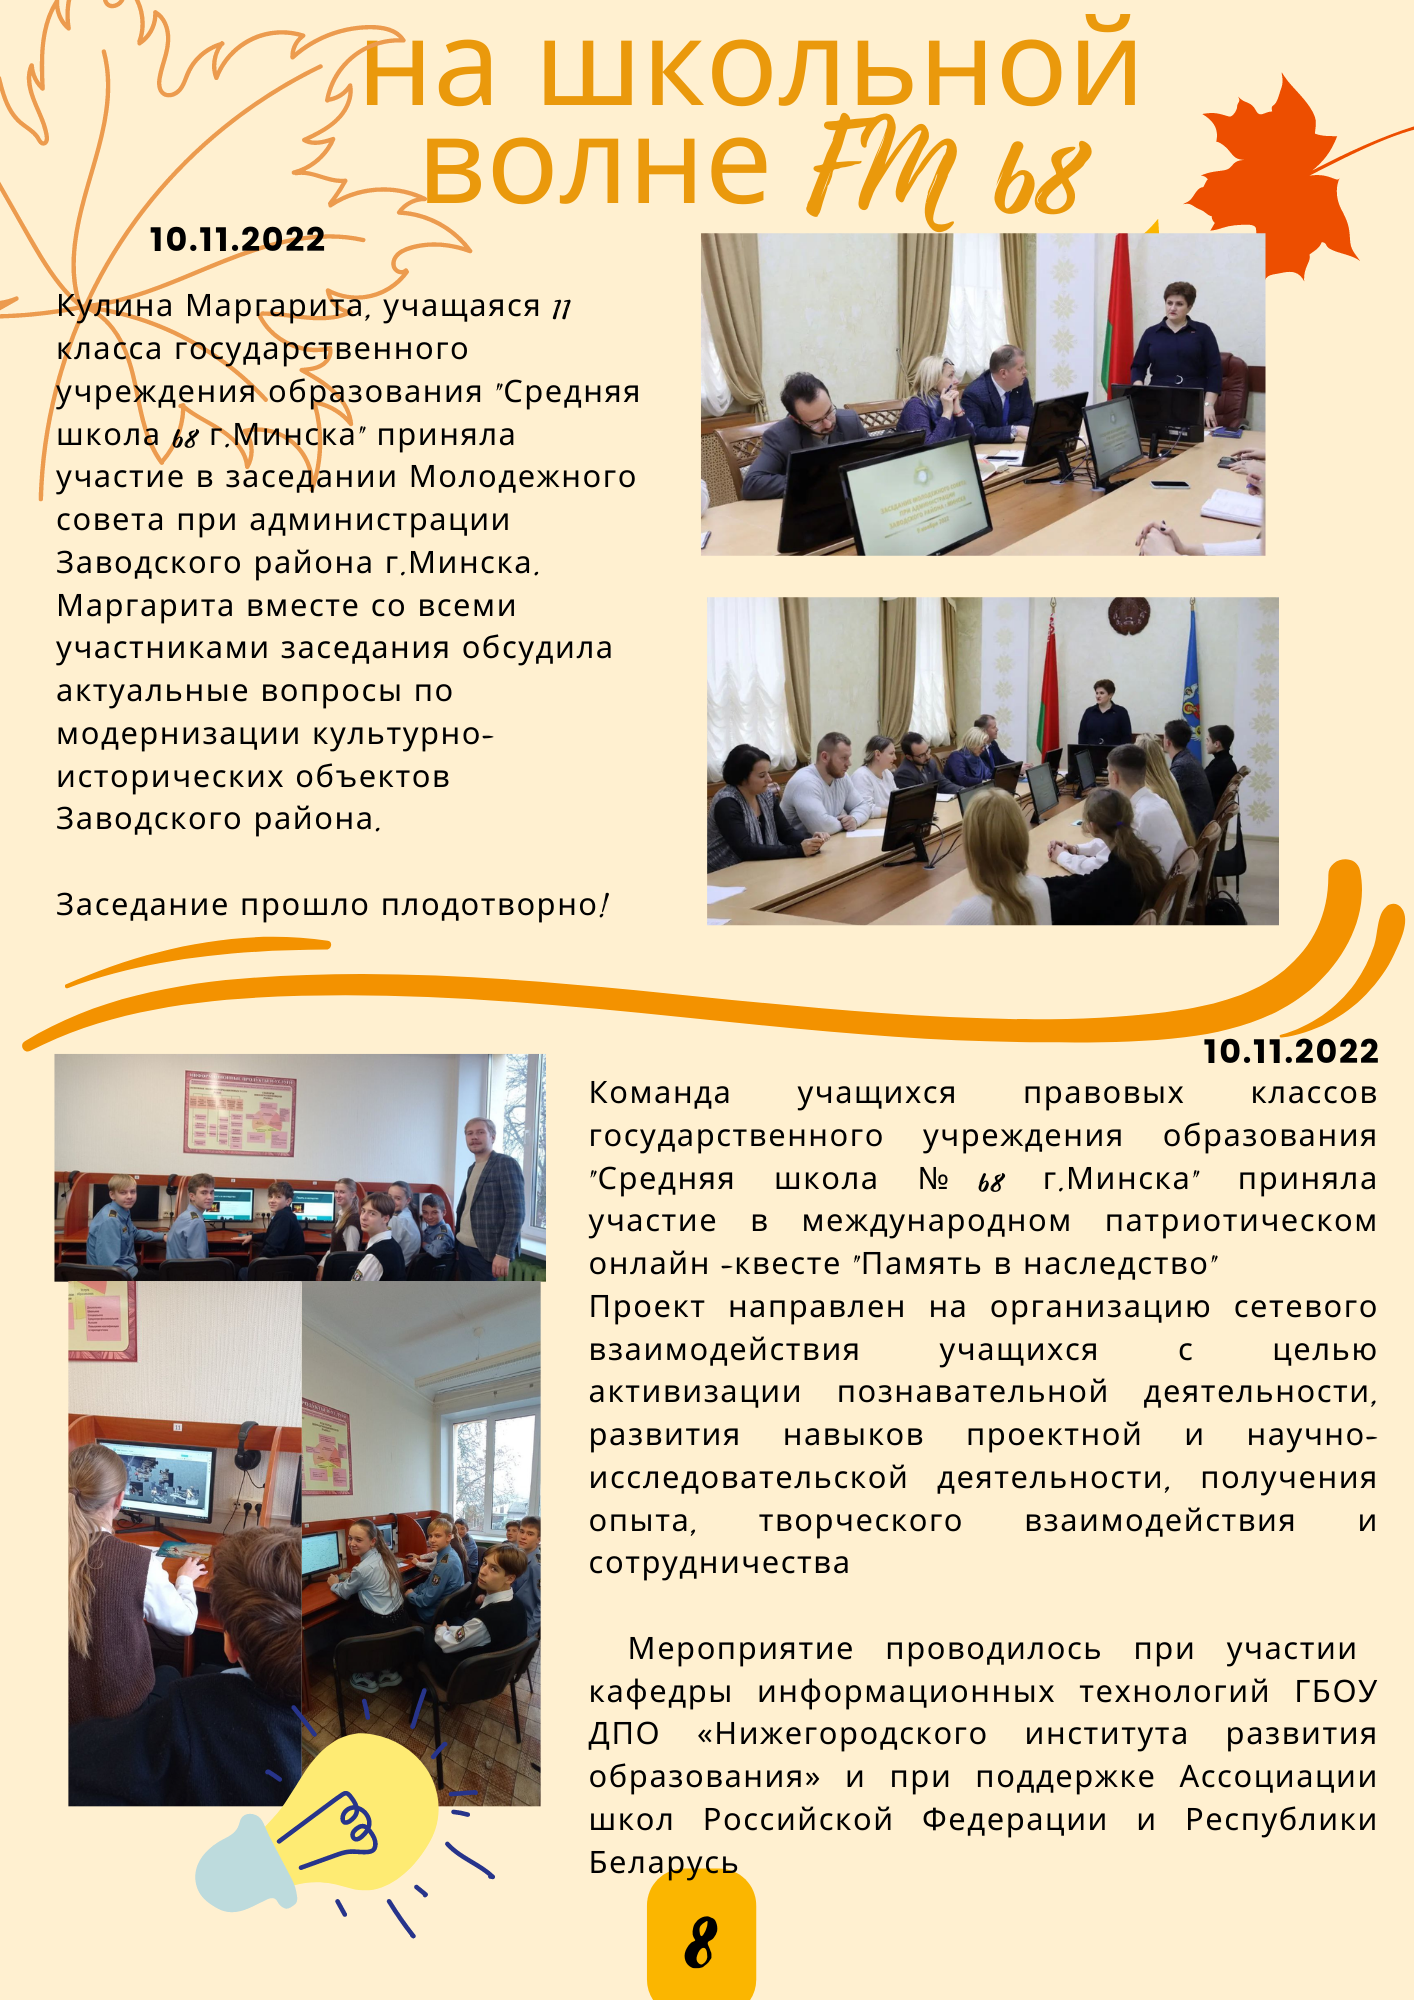 на школьной
волне FM 68
10.11.2022
Кулина Маргарита, учащаяся 11
класса государственного
учреждения образования "Средняя
школа 68 г.Минска" приняла
участие в заседании Молодежного
совета при администрации
Заводского района г.Минска.
Маргарита вместе со всеми
участниками заседания обсудила
актуальные вопросы по
модернизации культурно-
исторических объектов
Заводского района.
Заседание прошло плодотворно!
10.11.2022
Команда учащихся правовых классов
государственного учреждения образования
"Средняя школа № 68 г.Минска" приняла
участие в международном патриотическом
онлайн -квесте "Память в наследство"
Проект направлен на организацию сетевого
взаимодействия учащихся с целью
активизации познавательной деятельности,
развития навыков проектной и научно-
исследовательской деятельности, получения
опыта, творческого взаимодействия и
сотрудничества
Мероприятие проводилось при участии
кафедры информационных технологий ГБОУ
ДПО «Нижегородского института развития
образования» и при поддержке Ассоциации
школ Российской Федерации и Республики
Беларусь
8